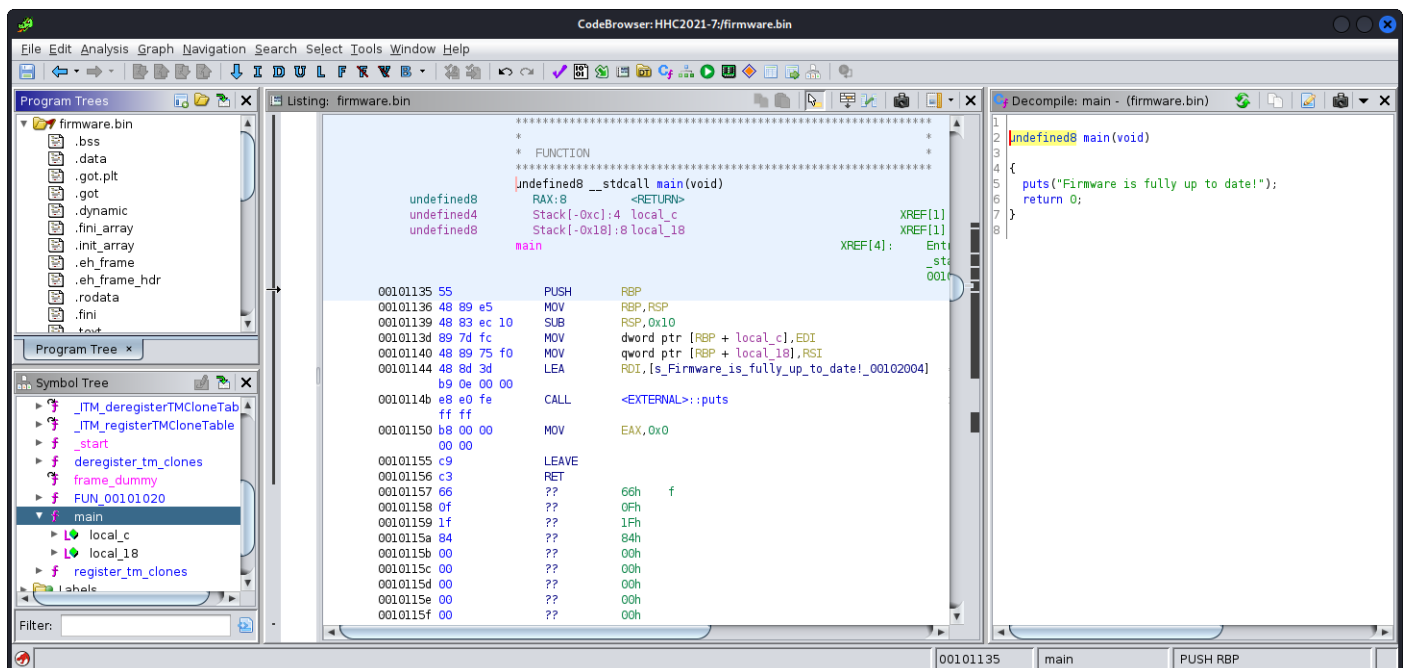 CodeBrowser: HHC2021-7:/firmware.bin
File Edit Analysis Graph Navigation Search Select Tools Window Help
I D U L F B
Program Trees
firmware.bin
.bss
.data
.got.plt
.got
.dynamic
.fini_array
.init_array
.eh_frame
.eh_frame_hdr
.rodata
.fini
.text
Program Tree ×
Symbol Tree
_ITM_deregisterTMCloneTab
_ITM_registerTMCloneTable
f _start
f deregister_tm_clones
frame_dummy
f FUN_00101020
f main
L local_c
L local_18
f register_tm_clones
Labels
Filter:
Listing: firmware.bin
**************************************************************
* *
* FUNCTION *
**************************************************************
undefined8 __stdcall main(void)
undefined8 RAX:8 <RETURN>
undefined4 Stack[-0xc]:4 local_c XREF[1]
undefined8 Stack[-0x18]:8 local_18 XREF[1]
main XREF[4]: Entr
_sta
0010
00101135 55 PUSH RBP
00101136 48 89 e5 MOV RBP,RSP
00101139 48 83 ec 10 SUB RSP,0x10
0010113d 89 7d fc MOV dword ptr [RBP + local_c],EDI
00101140 48 89 75 f0 MOV qword ptr [RBP + local_18],RSI
00101144 48 8d 3d LEA RDI,[s_Firmware_is_fully_up_to_date!_00102004]
b9 0e 00 00
0010114b e8 e0 fe CALL <EXTERNAL>::puts
ff ff
00101150 b8 00 00 MOV EAX,0x0
00 00
00101155 c9 LEAVE
00101156 c3 RET
00101157 66 ?? 66h f
00101158 0f ?? 0Fh
00101159 1f ?? 1Fh
0010115a 84 ?? 84h
0010115b 00 ?? 00h
0010115c 00 ?? 00h
0010115d 00 ?? 00h
0010115e 00 ?? 00h
0010115f 00 ?? 00h
Decompile: main - (firmware.bin)
1
2 undefined8 main(void)
3
4 {
5 puts("Firmware is fully up to date!");
6 return 0;
7 }
8
00101135 main PUSH RBP